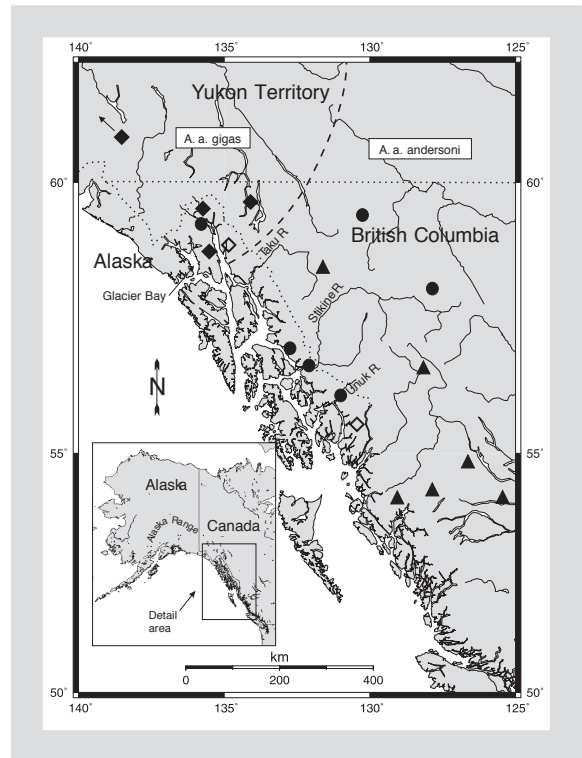 140˚ 135˚ 130˚ 125˚
Yukon Territory
A. a. gigas
A. a. andersoni
60˚ 60˚
British Columbia
Taku R
Alaska
Glacier Bay
Stikine R
N
Unuk R.
55˚ 55˚
Alaska
Alaska Range
Canada
Detail
area
km
0 200 400
50˚ 50˚
140˚ 135˚ 130˚ 125˚